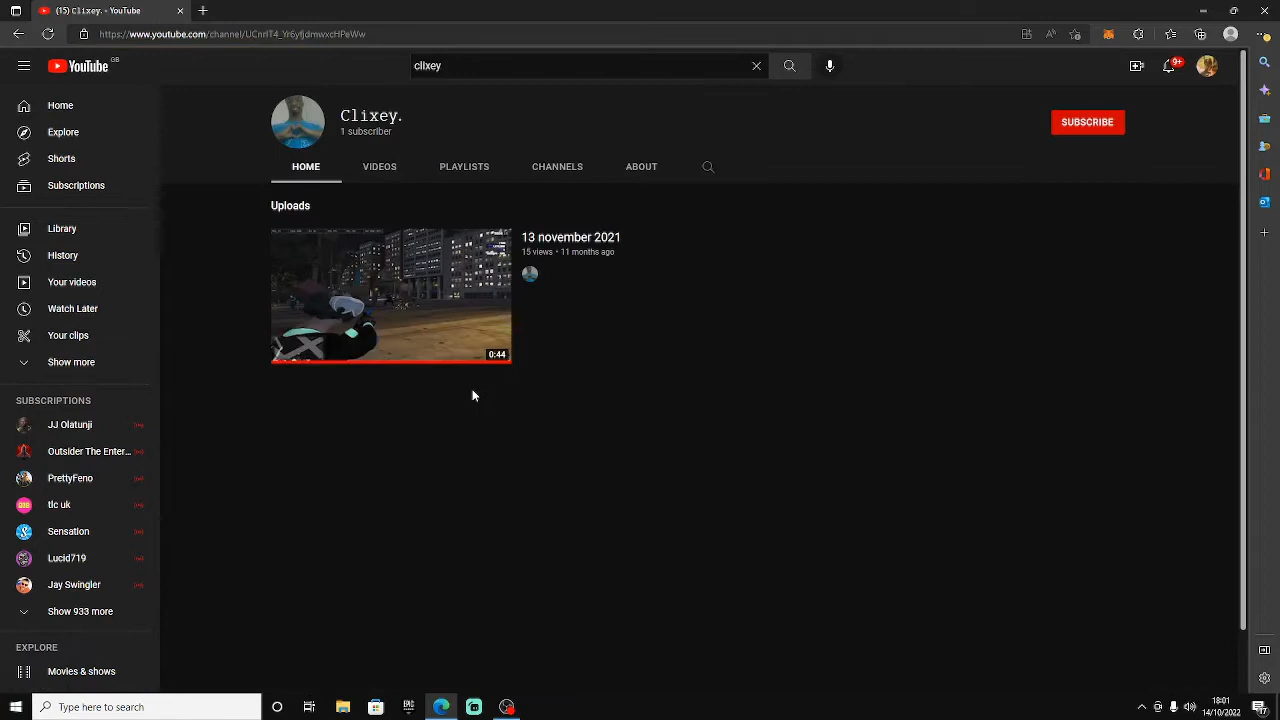 (15) Clixey. - YouTube
https://www.youtube.com/channel/UCnrlT4_Yr6yfjdmwxcHPeWw
YouTube GB
clixey
9+
Home
Explore
Shorts
Subscriptions
Library
History
Your videos
Watch Later
Your clips
Show more
SUBSCRIPTIONS
JJ Olatunji
Outsider The Enter...
PrettyFeno
tlc uk
Sensation
Lucid719
Jay Swingler
Show 933 more
EXPLORE
Movies & shows
Clixey.
1 subscriber
SUBSCRIBE
HOME
VIDEOS
PLAYLISTS
CHANNELS
ABOUT
Uploads
0:44
13 november 2021
15 views • 11 months ago
Type here to search
18:01
14/10/2022